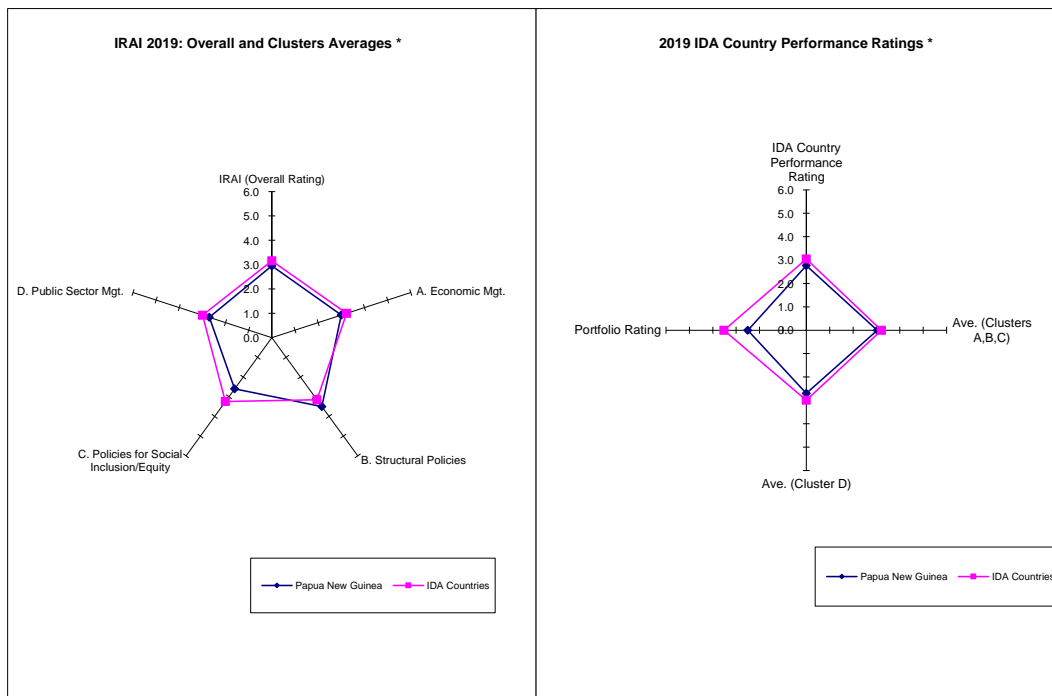 IRAI 2019: Overall and Clusters Averages *
IRAI (Overall Rating)
6.0
5.0
4.0
3.0
2.0
1.0
0.0
A. Economic Mgt.
B. Structural Policies
C. Policies for Social
Inclusion/Equity
D. Public Sector Mgt.
Papua New Guinea
IDA Countries
2019 IDA Country Performance Ratings *
IDA Country
Performance
Rating
6.0
5.0
4.0
3.0
2.0
1.0
0.0
Ave. (Clusters
A,B,C)
Ave. (Cluster D)
Portfolio Rating
Papua New Guinea
IDA Countries